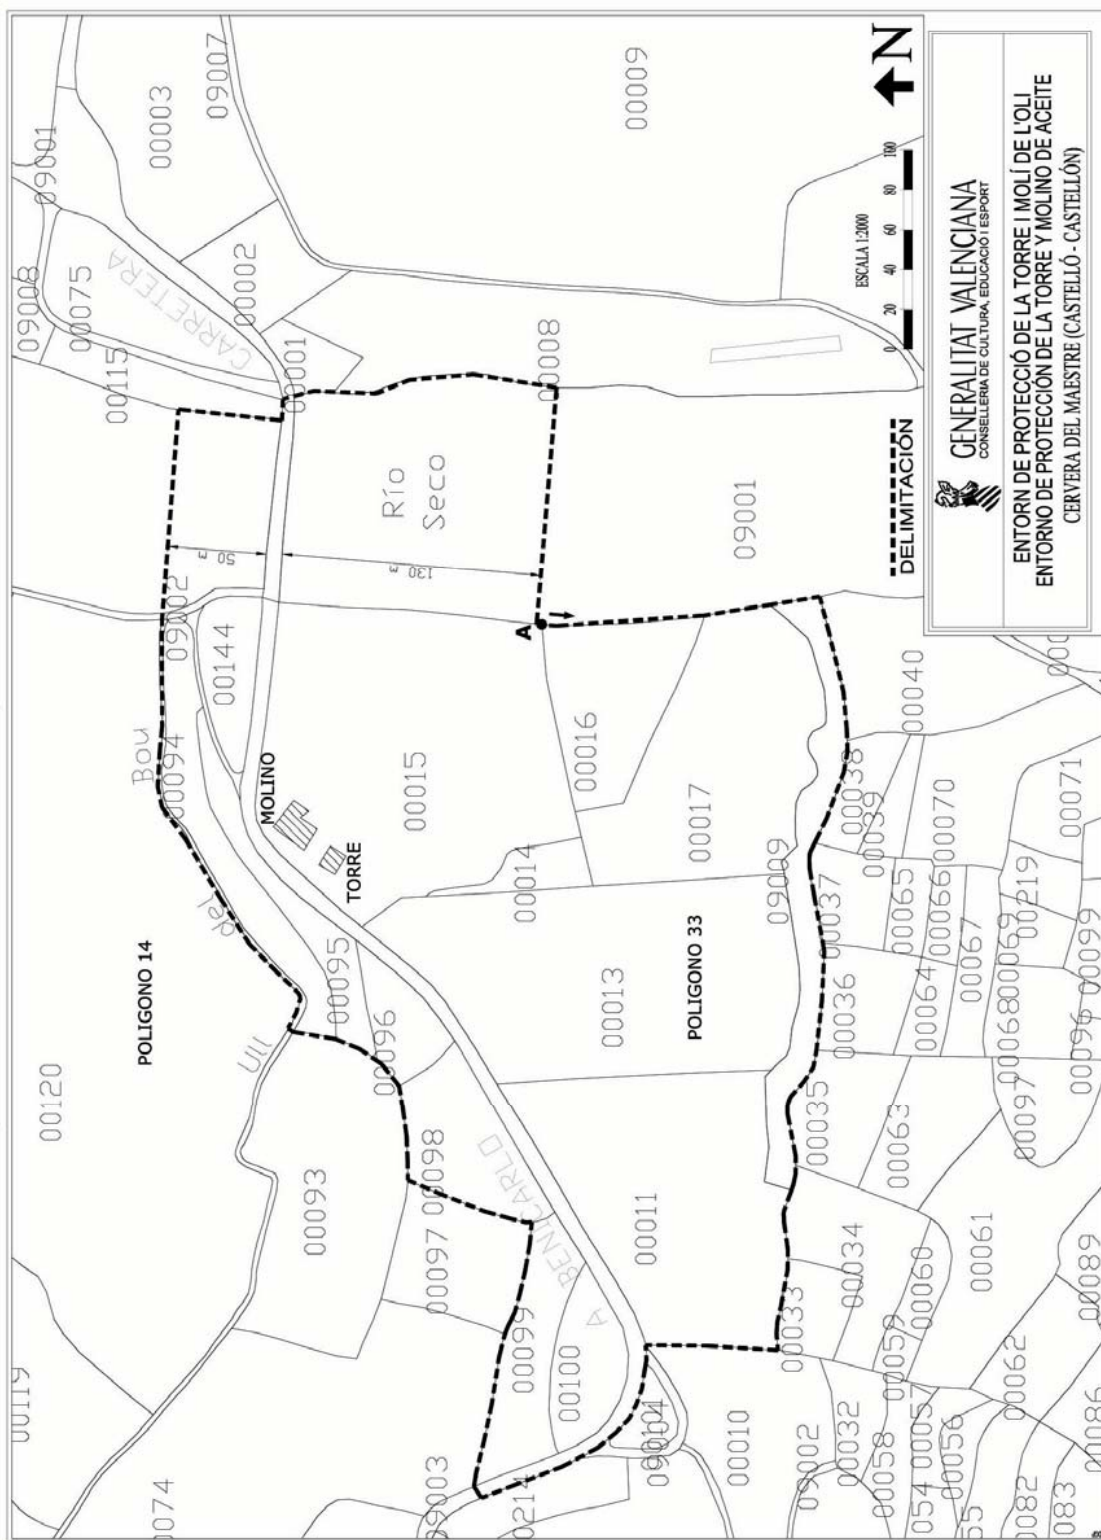 00120
POLIGONO 14
00119
00074
00093
Ull
del
Bou
00094
09002
00144
00115
09008
00075
09001
00003
09007
CARRETERA
00002
00001
00009
00008
50 m
130 m
Río
Seco
09001
A
MOLINO
TORRE
00015
00016
00014
00017
09009
00095
00096
00013
POLIGONO 33
00098
00097
BENICARLO
A
00099
00100
00011
09003
09004
00010
00033
00034
00035
00036
00037
00038
00039
00040
00070
00071
00065
00066
00067
00064
00063
00068
00069
00219
00099
00096
00097
00061
00060
00059
00062
00089
00086
09002
00032
00058
00057
00056
N
ESCALA 1:2000
0 20 40 60 80 100
DELIMITACIÓN
GENERALITAT VALENCIANA
CONSELLERIA DE CULTURA, EDUCACIÓ I ESPORT
ENTORN DE PROTECCIÓ DE LA TORRE I MOLÍ DE L'OLI
ENTORNO DE PROTECCIÓN DE LA TORRE Y MOLINO DE ACEITE
CERVERA DEL MAESTRE (CASTELLÓ - CASTELLÓN)